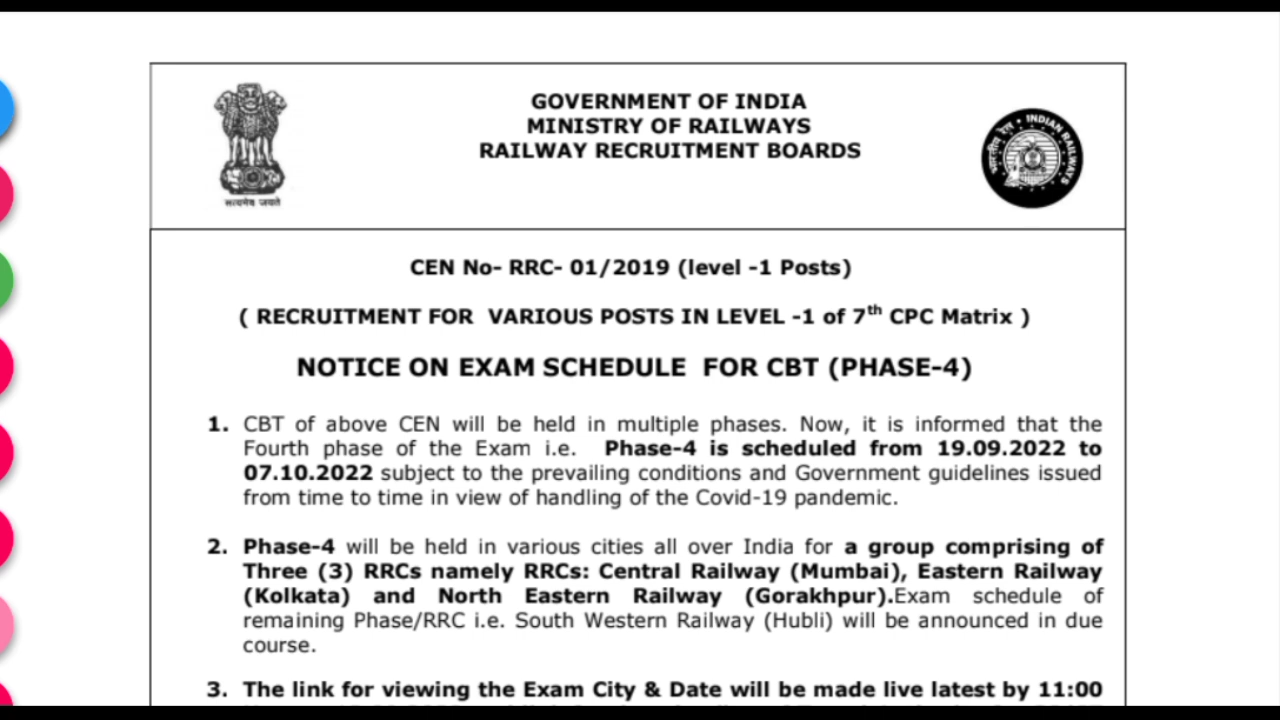 GOVERNMENT OF INDIA
MINISTRY OF RAILWAYS
RAILWAY RECRUITMENT BOARDS
सत्यमेव जयते
भारतीय रेल • INDIAN RAILWAYS
CEN No- RRC- 01/2019 (level -1 Posts)
( RECRUITMENT FOR VARIOUS POSTS IN LEVEL -1 of 7th CPC Matrix )
NOTICE ON EXAM SCHEDULE FOR CBT (PHASE-4)
1. CBT of above CEN will be held in multiple phases. Now, it is informed that the
Fourth phase of the Exam i.e. Phase-4 is scheduled from 19.09.2022 to
07.10.2022 subject to the prevailing conditions and Government guidelines issued
from time to time in view of handling of the Covid-19 pandemic.
2. Phase-4 will be held in various cities all over India for a group comprising of
Three (3) RRCs namely RRCs: Central Railway (Mumbai), Eastern Railway
(Kolkata) and North Eastern Railway (Gorakhpur).Exam schedule of
remaining Phase/RRC i.e. South Western Railway (Hubli) will be announced in due
course.
3. The link for viewing the Exam City & Date will be made live latest by 11:00